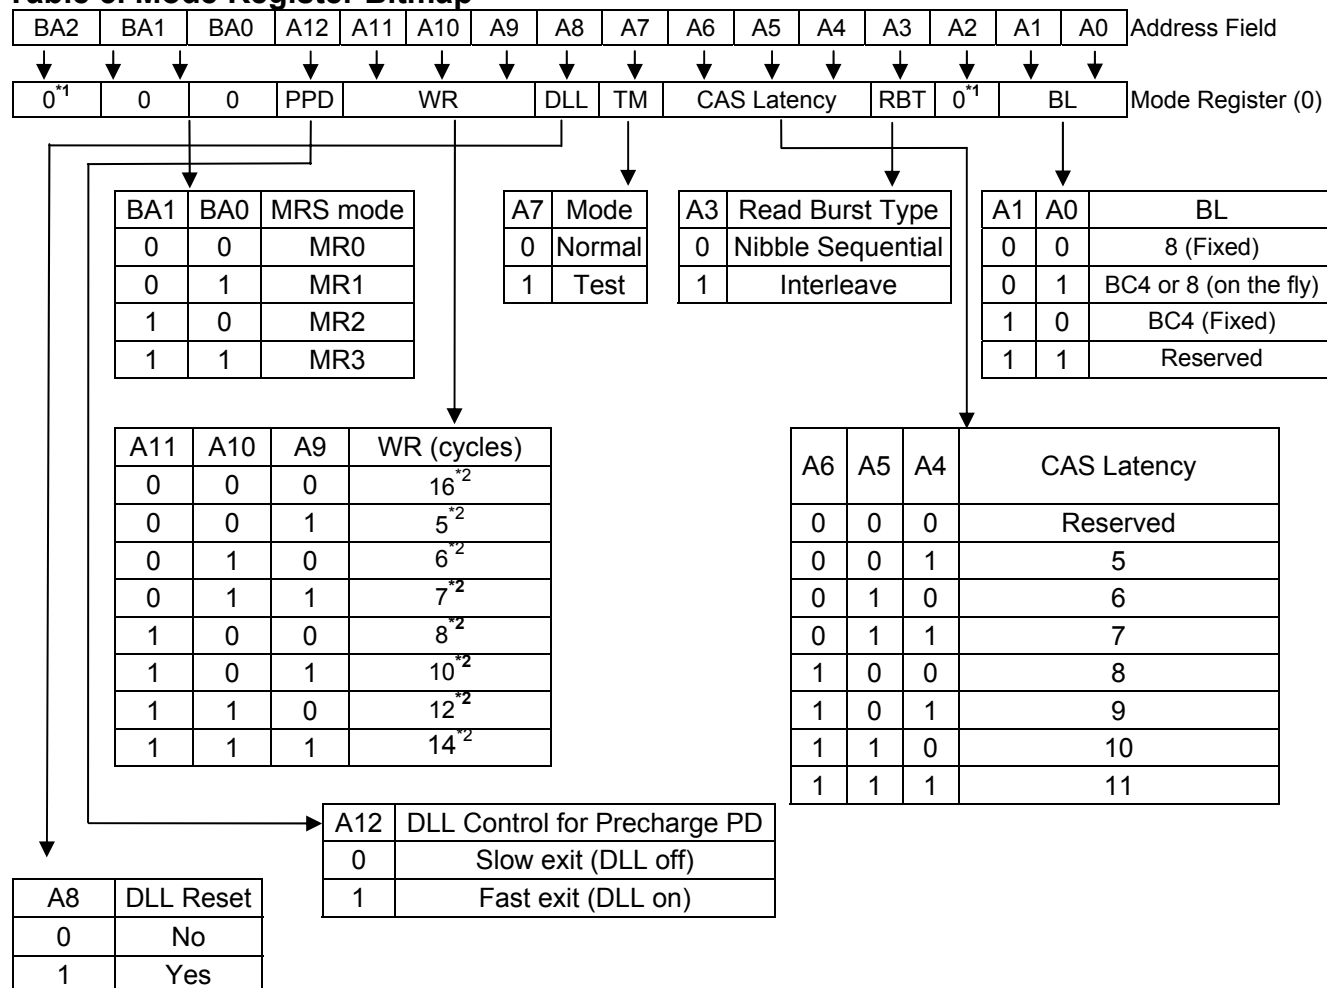 Table 5. Mode Register Bitmap
BA2 BA1 BA0 A12 A11 A10 A9 A8 A7 A6 A5 A4 A3 A2 A1 A0 Address Field
0*1 0 0 PPD WR DLL TM CAS Latency RBT 0*1 BL Mode Register (0)
BA1 BA0 MRS mode
0 0 MR0
0 1 MR1
1 0 MR2
1 1 MR3
A7 Mode
0 Normal
1 Test
A3 Read Burst Type
0 Nibble Sequential
1 Interleave
A1 A0 BL
0 0 8 (Fixed)
0 1 BC4 or 8 (on the fly)
1 0 BC4 (Fixed)
1 1 Reserved
A11 A10 A9 WR (cycles)
0 0 0 16*2
0 0 1 5*2
0 1 0 6*2
0 1 1 7*2
1 0 0 8*2
1 0 1 10*2
1 1 0 12*2
1 1 1 14*2
A6 A5 A4 CAS Latency
0 0 0 Reserved
0 0 1 5
0 1 0 6
0 1 1 7
1 0 0 8
1 0 1 9
1 1 0 10
1 1 1 11
A12 DLL Control for Precharge PD
0 Slow exit (DLL off)
1 Fast exit (DLL on)
A8 DLL Reset
0 No
1 Yes